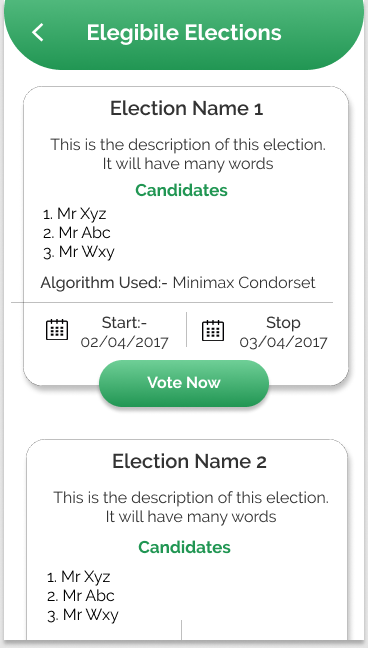 Elegibile Elections
Election Name 1
This is the description of this election.
It will have many words
Candidates
1. Mr Xyz
2. Mr Abc
3. Mr Wxy
Algorithm Used:- Minimax Condorset
Start:-
02/04/2017
Stop
03/04/2017
Vote Now
Election Name 2
This is the description of this election.
It will have many words
Candidates
1. Mr Xyz
2. Mr Abc
3. Mr Wxy